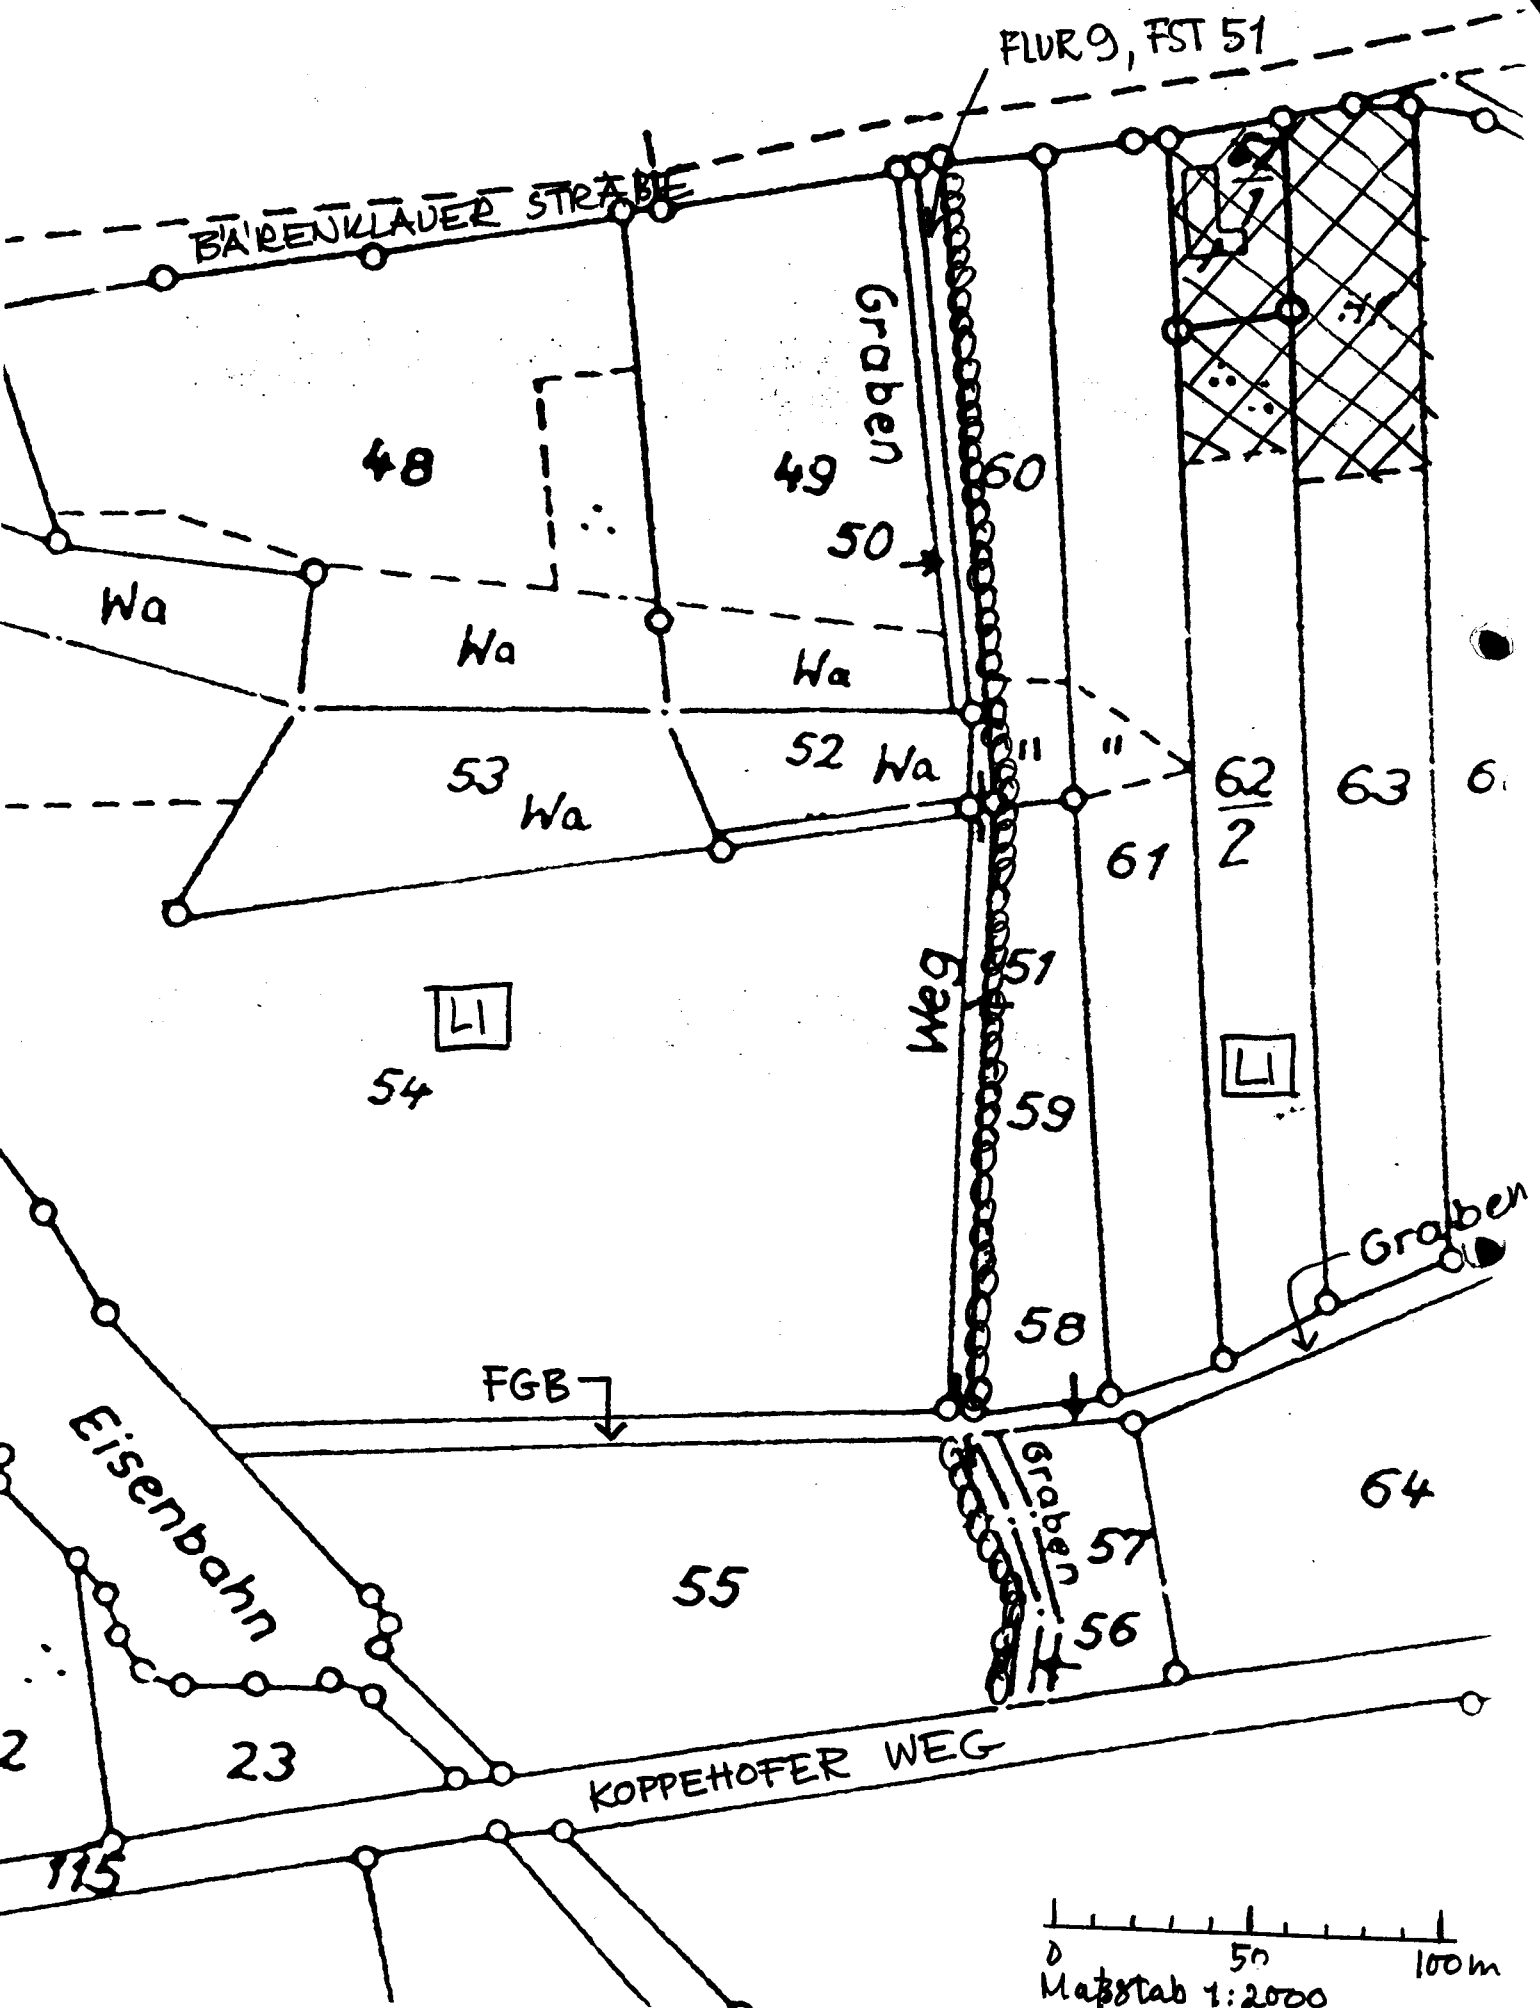 FLUR 9, FST 51
BÄRENKLAUER STRAßE
Graben
48
49
50
60
Wa
Wa
Wa
52
Wa
53
Wa
"
"
62
2
63
61
Weg
51
LI
54
59
LI
Graben
58
FGB
Eisenbahn
Graben
64
57
55
56
23
KOPPEHOFER WEG
115
0
50
100m
Maßstab 1:2000